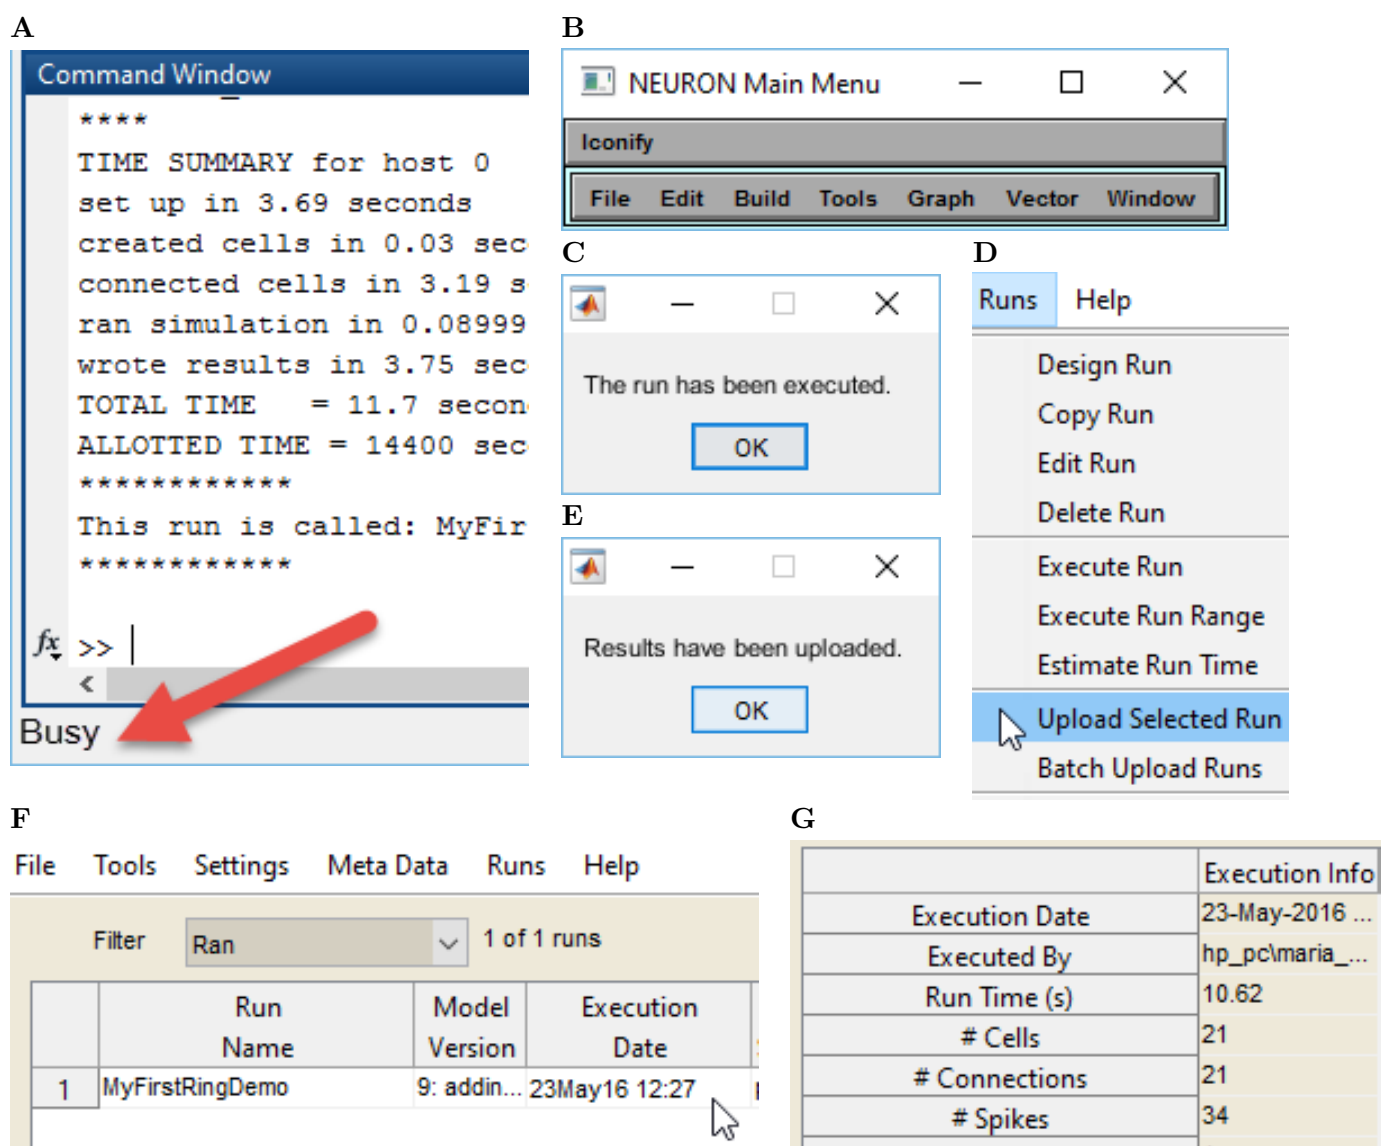 A
Command Window
****
TIME SUMMARY for host 0
set up in 3.69 seconds
created cells in 0.03 sec
connected cells in 3.19 s
ran simulation in 0.08999
wrote results in 3.75 sec
TOTAL TIME = 11.7 secon
ALLOTTED TIME = 14400 sec
************
This run is called: MyFir
************
fx >>
Busy
B
NEURON Main Menu
Iconify
File Edit Build Tools Graph Vector Window
C
The run has been executed.
OK
D
Runs Help
Design Run
Copy Run
Edit Run
Delete Run
Execute Run
Execute Run Range
Estimate Run Time
Upload Selected Run
Batch Upload Runs
E
Results have been uploaded.
OK
F
File Tools Settings Meta Data Runs Help
Filter Ran 1 of 1 runs
Run Model Execution
Name Version Date
1 MyFirstRingDemo 9: addin... 23May16 12:27
G
Execution Info
Execution Date 23-May-2016 ...
Executed By hp_pc\maria_...
Run Time (s) 10.62
# Cells 21
# Connections 21
# Spikes 34